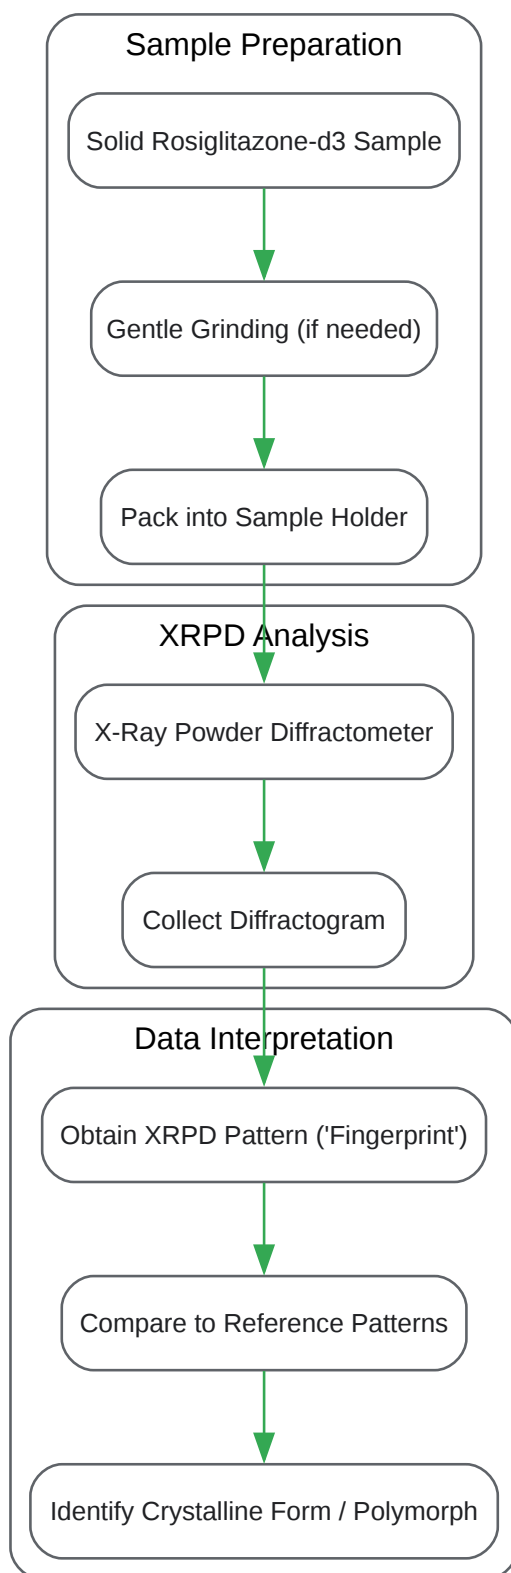 Sample Preparation
Solid Rosiglitazone-d3 Sample
Gentle Grinding (if needed)
Pack into Sample Holder
XRPD Analysis
X-Ray Powder Diffractometer
Collect Diffractogram
Data Interpretation
Obtain XRPD Pattern ('Fingerprint')
Compare to Reference Patterns
Identify Crystalline Form / Polymorph